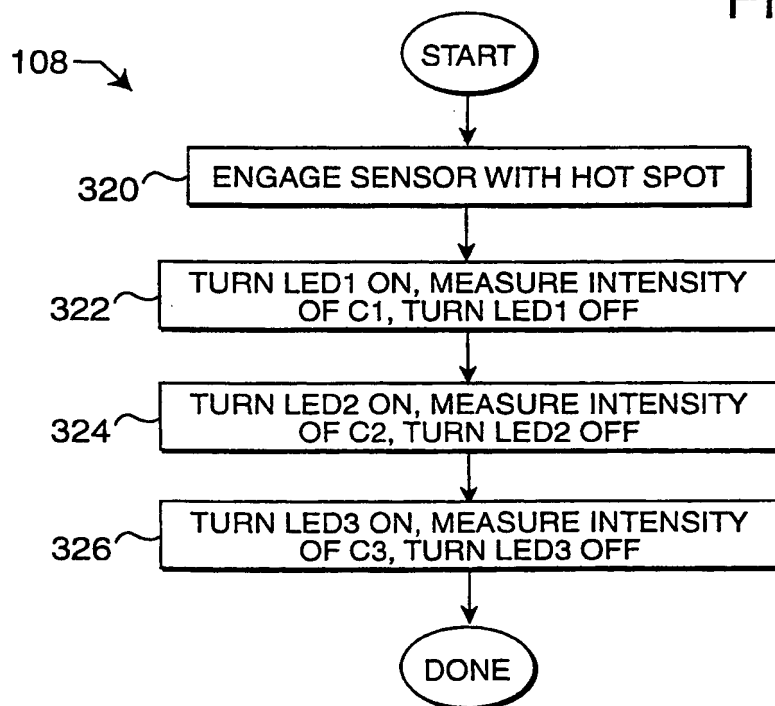 START
108
320
ENGAGE SENSOR WITH HOT SPOT
322
TURN LED1 ON, MEASURE INTENSITY
OF C1, TURN LED1 OFF
324
TURN LED2 ON, MEASURE INTENSITY
OF C2, TURN LED2 OFF
326
TURN LED3 ON, MEASURE INTENSITY
OF C3, TURN LED3 OFF
DONE